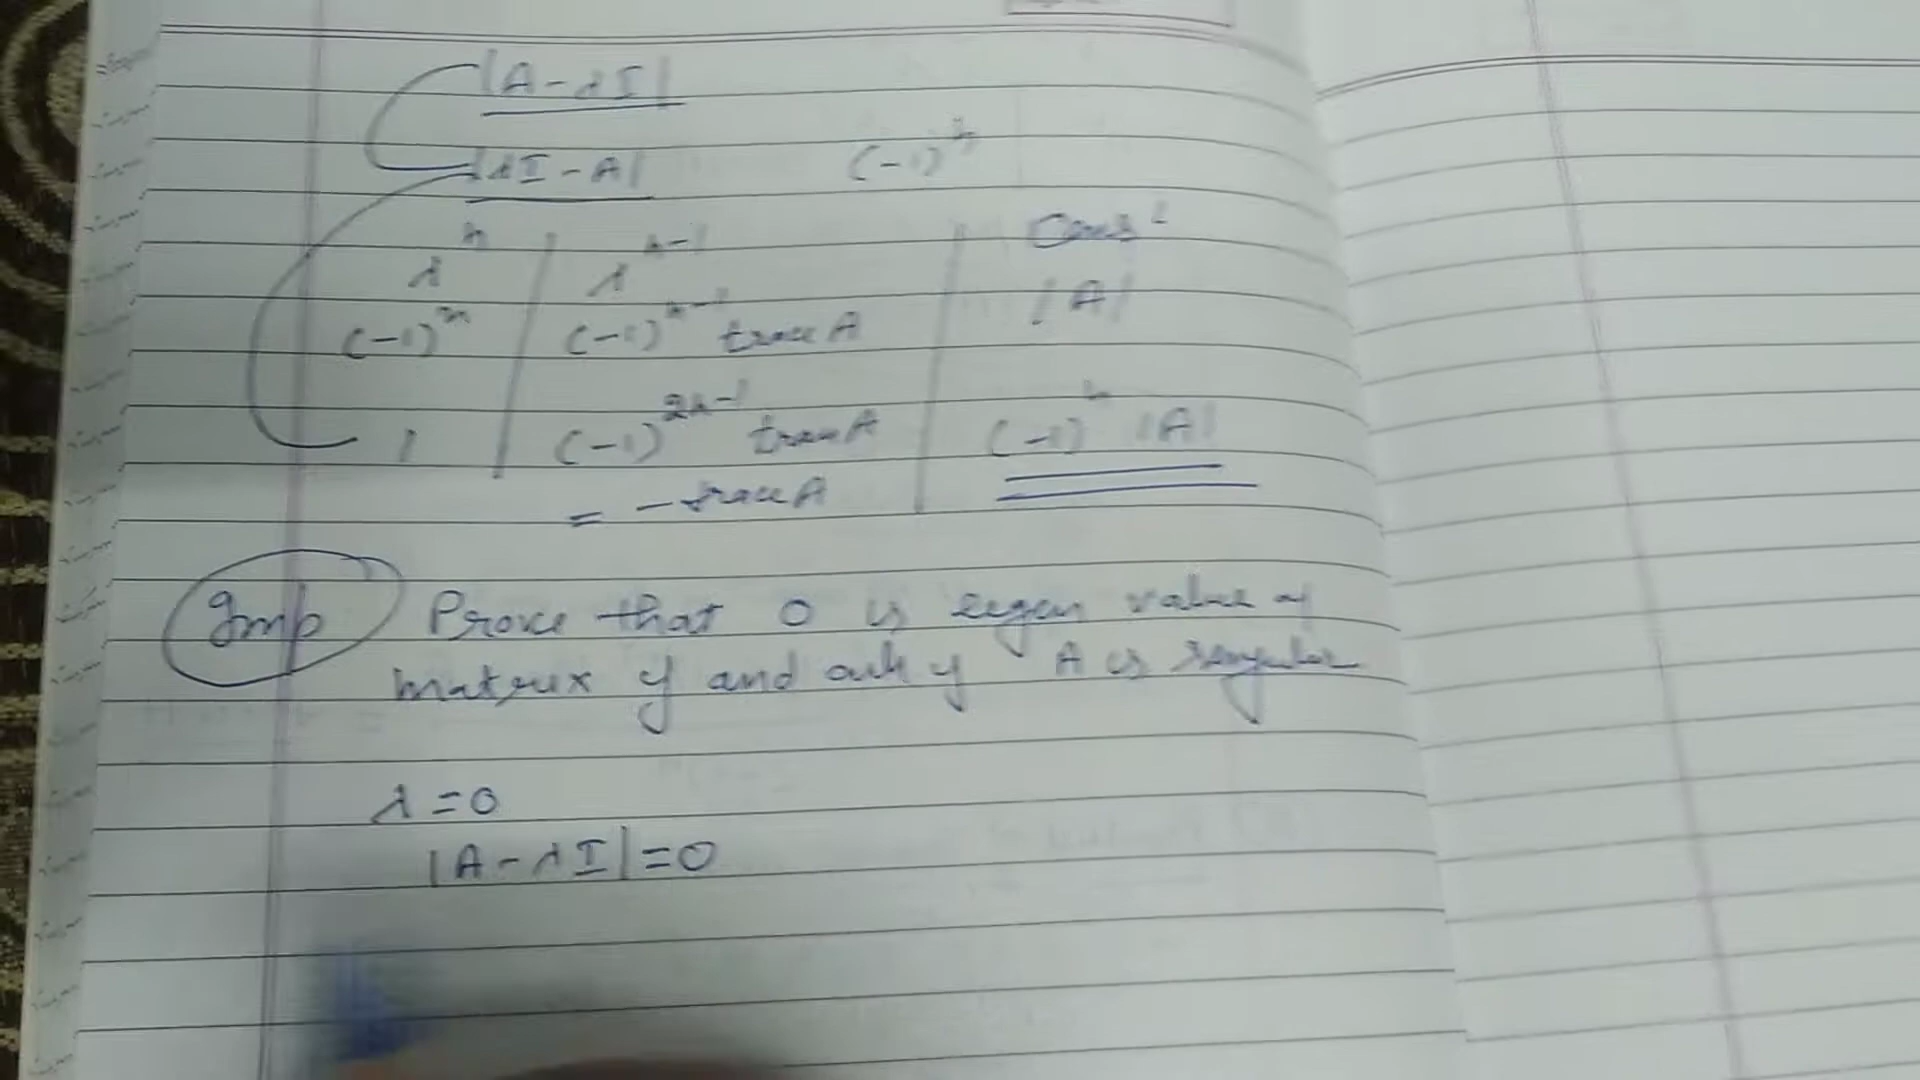 |A-λI|
|λI-A| (-1)^n
λ^n | λ^n-1 | Cons^t
(-1)^n | (-1)^n-1 trace A | |A|
1 | (-1)^2n-1 trace A | (-1)^n |A|
= - trace A
Imp Prove that 0 is eigen value of
matrix if and only if A is singular
λ=0
|A-λI|=0